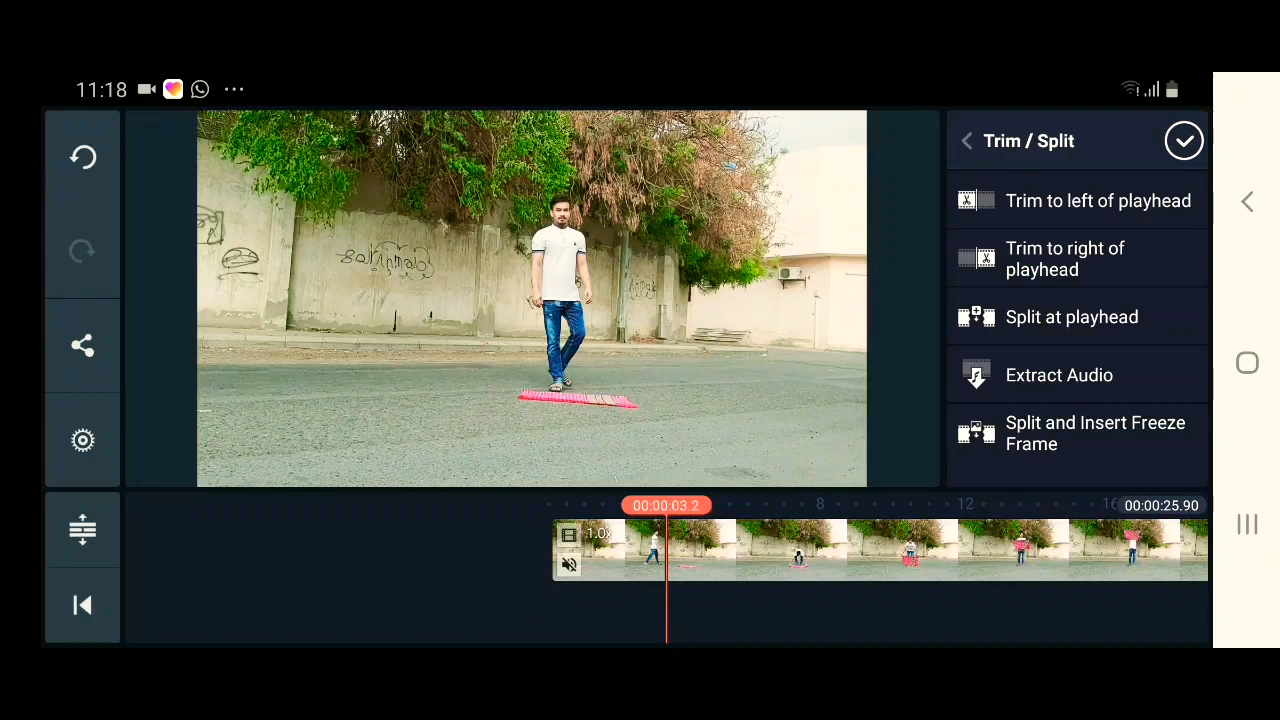 11:18
Trim / Split
Trim to left of playhead
Trim to right of
playhead
Split at playhead
Extract Audio
Split and Insert Freeze
Frame
00:00:03.2
8
12
16
00:00:25.90
1.0x